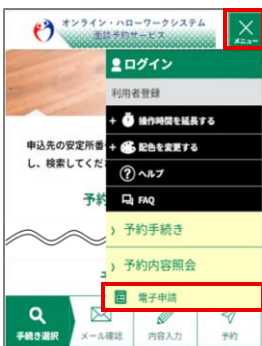 オンライン・ハローワークシステム
面談予約サービス
メニュー
ログイン
利用者登録
+ 操作時間を延長する
+ 配色を変更する
ヘルプ
FAQ
申込先の安定所番
し、検索してくだ
予約
› 予約手続き
› 予約内容照会
電子申請
手続き選択
メール確認
内容入力
予約